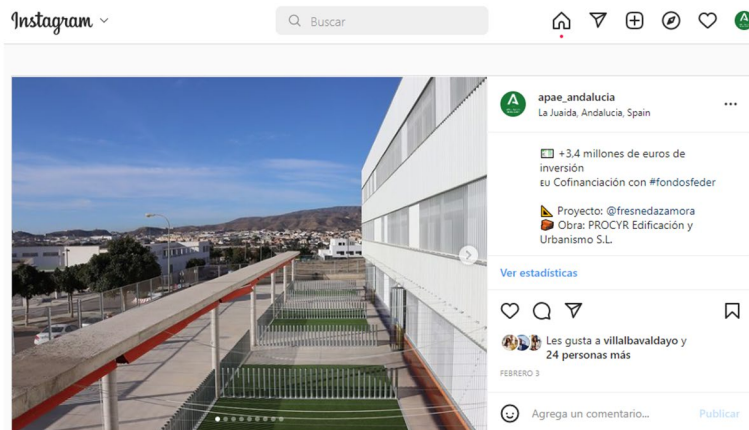 Instagram
Buscar
apae_andalucia
La Juaida, Andalucia, Spain
+3,4 millones de euros de
inversión
EU Cofinanciación con #fondosfeder
Proyecto: @fresnedazamora
Obra: PROCYR Edificación y
Urbanismo S.L.
Ver estadísticas
Les gusta a villalbavaldayo y
24 personas más
FEBRERO 3
Agrega un comentario... Publicar